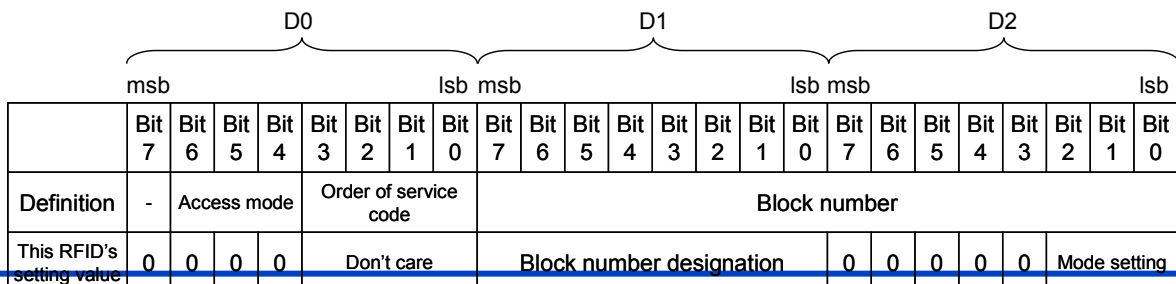 D0 D1 D2
msb lsb msb lsb msb lsb
Bit 7 Bit 6 Bit 5 Bit 4 Bit 3 Bit 2 Bit 1 Bit 0 Bit 7 Bit 6 Bit 5 Bit 4 Bit 3 Bit 2 Bit 1 Bit 0 Bit 7 Bit 6 Bit 5 Bit 4 Bit 3 Bit 2 Bit 1 Bit 0
Definition - Access mode Order of service code Block number
This RFID's setting value 0 0 0 0 Don't care Block number designation 0 0 0 0 0 Mode setting